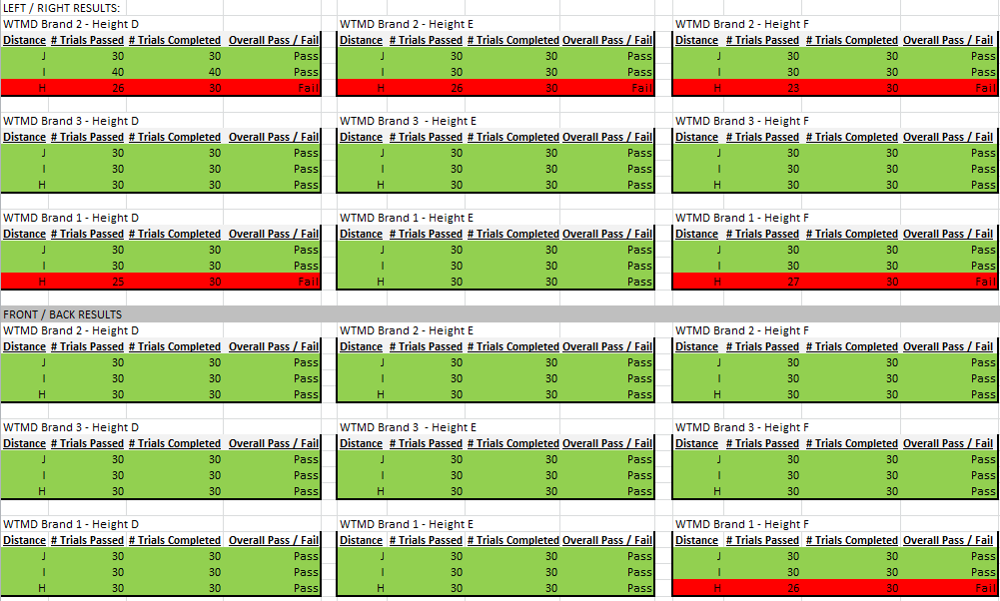 LEFT / RIGHT RESULTS:
WTMD Brand 2 - Height D WTMD Brand 2 - Height E WTMD Brand 2 - Height F
Distance # Trials Passed # Trials Completed Overall Pass / Fail Distance # Trials Passed # Trials Completed Overall Pass / Fail Distance # Trials Passed # Trials Completed Overall Pass / Fail
J 30 30 Pass J 30 30 Pass J 30 30 Pass
I 40 40 Pass I 30 30 Pass I 30 30 Pass
H 26 30 Fail H 26 30 Fail H 23 30 Fail
WTMD Brand 3 - Height D WTMD Brand 3 - Height E WTMD Brand 3 - Height F
Distance # Trials Passed # Trials Completed Overall Pass / Fail Distance # Trials Passed # Trials Completed Overall Pass / Fail Distance # Trials Passed # Trials Completed Overall Pass / Fail
J 30 30 Pass J 30 30 Pass J 30 30 Pass
I 30 30 Pass I 30 30 Pass I 30 30 Pass
H 30 30 Pass H 30 30 Pass H 30 30 Pass
WTMD Brand 1 - Height D WTMD Brand 1 - Height E WTMD Brand 1 - Height F
Distance # Trials Passed # Trials Completed Overall Pass / Fail Distance # Trials Passed # Trials Completed Overall Pass / Fail Distance # Trials Passed # Trials Completed Overall Pass / Fail
J 30 30 Pass J 30 30 Pass J 30 30 Pass
I 30 30 Pass I 30 30 Pass I 30 30 Pass
H 25 30 Fail H 30 30 Pass H 27 30 Fail
FRONT / BACK RESULTS
WTMD Brand 2 - Height D WTMD Brand 2 - Height E WTMD Brand 2 - Height F
Distance # Trials Passed # Trials Completed Overall Pass / Fail Distance # Trials Passed # Trials Completed Overall Pass / Fail Distance # Trials Passed # Trials Completed Overall Pass / Fail
J 30 30 Pass J 30 30 Pass J 30 30 Pass
I 30 30 Pass I 30 30 Pass I 30 30 Pass
H 30 30 Pass H 30 30 Pass H 30 30 Pass
WTMD Brand 3 - Height D WTMD Brand 3 - Height E WTMD Brand 3 - Height F
Distance # Trials Passed # Trials Completed Overall Pass / Fail Distance # Trials Passed # Trials Completed Overall Pass / Fail Distance # Trials Passed # Trials Completed Overall Pass / Fail
J 30 30 Pass J 30 30 Pass J 30 30 Pass
I 30 30 Pass I 30 30 Pass I 30 30 Pass
H 30 30 Pass H 30 30 Pass H 30 30 Pass
WTMD Brand 1 - Height D WTMD Brand 1 - Height E WTMD Brand 1 - Height F
Distance # Trials Passed # Trials Completed Overall Pass / Fail Distance # Trials Passed # Trials Completed Overall Pass / Fail Distance # Trials Passed # Trials Completed Overall Pass / Fail
J 30 30 Pass J 30 30 Pass J 30 30 Pass
I 30 30 Pass I 30 30 Pass I 30 30 Pass
H 30 30 Pass H 30 30 Pass H 26 30 Fail